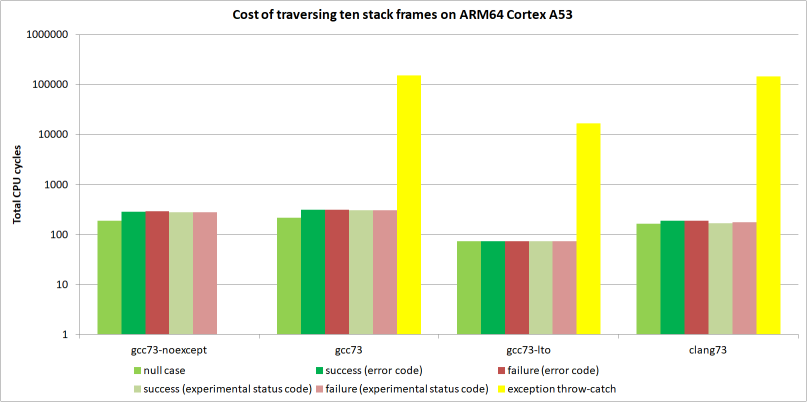 Cost of traversing ten stack frames on ARM64 Cortex A53
Total CPU cycles
1000000
100000
10000
1000
100
10
1
gcc73-noexcept gcc73 gcc73-lto clang73
null case success (error code) failure (error code)
success (experimental status code) failure (experimental status code) exception throw-catch